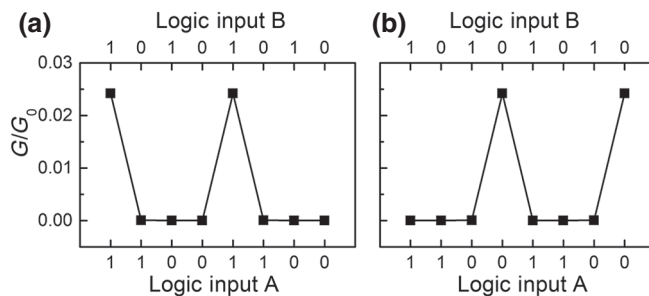 (a) Logic input B (b) Logic input B
1 0 1 0 1 0 1 0 1 0 1 0 1 0 1 0
0.03
0.02
0.01
0.00
G/G0
1 1 0 0 1 1 0 0 1 1 0 0 1 1 0 0
Logic input A Logic input A